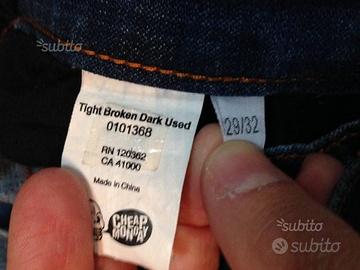 subito
subito
Tight Broken Dark Used
0101368
RN 120362
CA 41000
Made in China
CHEAP
MONDAY
29/32
subito
subito